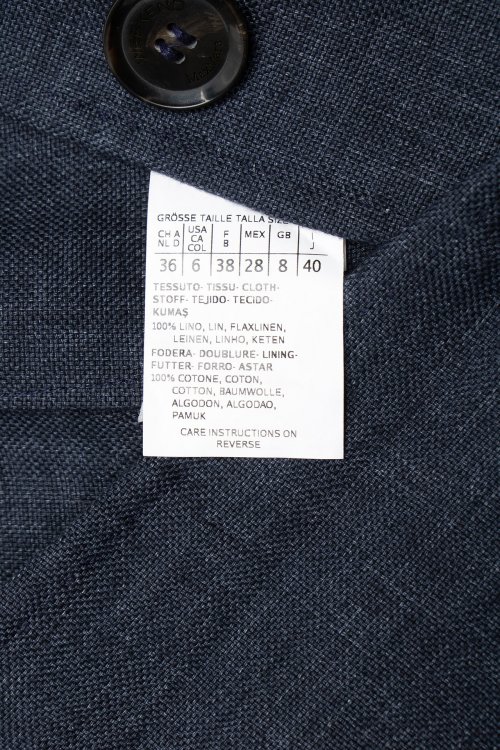 WEEKEND
MaxMara
GRÖSSE TAILLE TALLA SIZE
CH A USA F MEX GB I
NL D CA B J
COL
36 6 38 28 8 40
TESSUTO- TISSU- CLOTH-
STOFF- TEJIDO- TECIDO-
KUMAŞ
100% LINO, LIN, FLAXLINEN,
LEINEN, LINHO, KETEN
FODERA- DOUBLURE- LINING-
FUTTER- FORRO- ASTAR
100% COTONE, COTON,
COTTON, BAUMWOLLE,
ALGODON, ALGODAO,
PAMUK
CARE INSTRUCTIONS ON
REVERSE